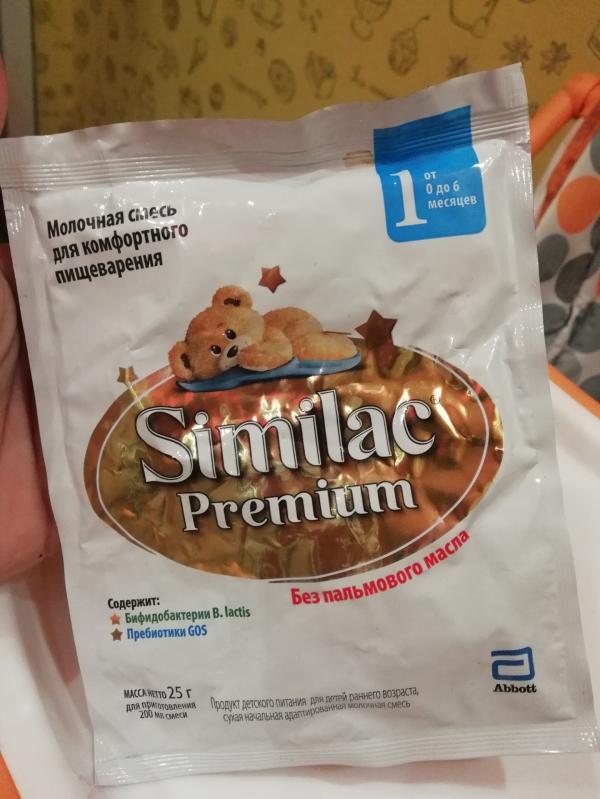 Молочная смесь
для комфортного
пищеварения
1
от
0 до 6
месяцев
Similac®
Premium
Без пальмового масла
Содержит:
Бифидобактерии B. lactis
Пребиотики GOS
МАССА НЕТТО 25 г
для приготовления
200 мл смеси
Продукт детского питания для детей раннего возраста,
сухая начальная адаптированная молочная смесь
Abbott